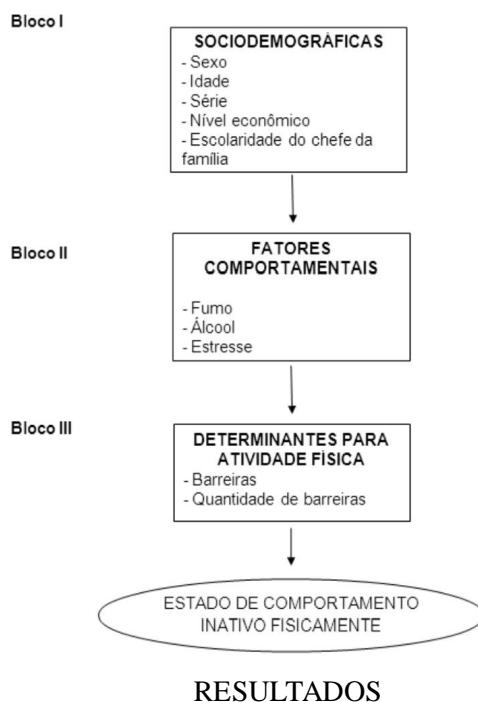 Bloco I
SOCIODEMOGRÁFICAS
- Sexo
- Idade
- Série
- Nível econômico
- Escolaridade do chefe da
família
Bloco II
FATORES
COMPORTAMENTAIS
- Fumo
- Álcool
- Estresse
Bloco III
DETERMINANTES PARA
ATIVIDADE FÍSICA
- Barreiras
- Quantidade de barreiras
ESTADO DE COMPORTAMENTO
INATIVO FISICAMENTE
RESULTADOS